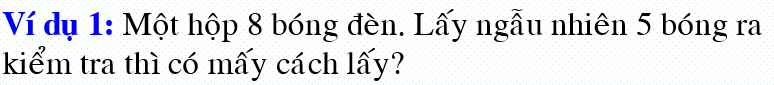 Ví dụ 1: Một hộp 8 bóng đèn. Lấy ngẫu nhiên 5 bóng ra
kiểm tra thì có mấy cách lấy?